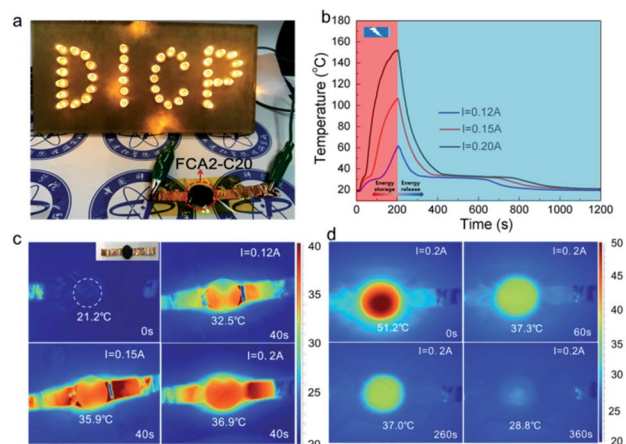 a
DICP
FCA2-C20
b
180
160
140
120
100
80
60
40
20
Temperature (°C)
I=0.12A
I=0.15A
I=0.20A
Energy storage
Energy release
0 200 400 600 800 1000 1200
Time (s)
c
21.2℃
0s
I=0.12A
32.5℃
40s
I=0.15A
35.9℃
40s
I=0.2A
36.9℃
40s
40
35
30
25
20
d
I=0.2A
51.2℃
0s
I=0.2A
37.3℃
60s
I=0.2A
37.0℃
260s
I=0.2A
28.8℃
360s
50
45
40
35
30
25
20